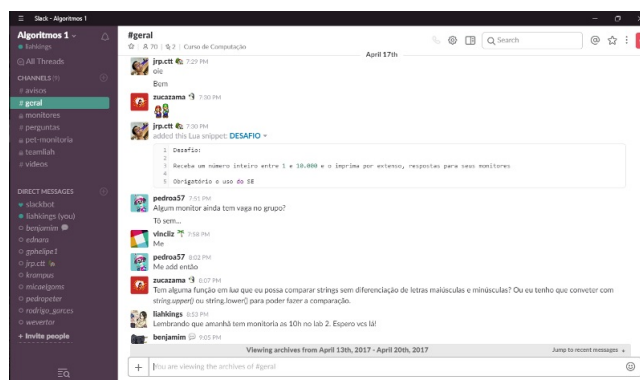 Slack - Algoritmos 1
Algoritmos 1
liahkings
All Threads
CHANNELS (9)
# avisos
# geral
monitores
# perguntas
pet-monitoria
teamliah
# videos
DIRECT MESSAGES
slackbot
liahkings (you)
benjamim
ednara
gphelipe1
jrp.ctt
krampus
micaejgoms
pedropeter
rodrigo_garces
wevertor
+ Invite people
#geral
70 | 2 | Curso de Computação
Search
April 17th
jrp.ctt 7:29 PM
oie
Bem
zucazama 7:30 PM
jrp.ctt 7:30 PM
added this Lua snippet: DESAFIO
1 Desafio:
2
3 Receba um número inteiro entre 1 e 10.000 e o imprima por extenso, respostas para seus monitores
4
5 Obrigatório o uso do SE
pedroa57 7:51 PM
Algum monitor ainda tem vaga no grupo?
Tô sem...
vinciiz 7:58 PM
Me
pedroa57 8:02 PM
Me add então
zucazama 8:07 PM
Tem alguma função em lua que eu possa comparar strings sem diferenciação de letras maiúsculas e minúsculas? Ou eu tenho que conveter com
string.upper() ou string.lower() para poder fazer a comparação.
liahkings 8:53 PM
Lembrando que amanhã tem monitoria as 10h no lab 2. Espero vcs lá!
benjamim 9:05 PM
Viewing archives from April 13th, 2017 - April 20th, 2017
Jump to recent messages
You are viewing the archives of #geral